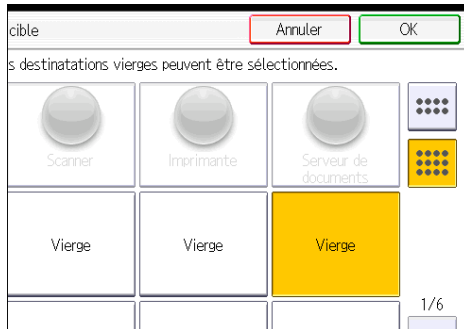 cible
Annuler
OK
s destinatations vierges peuvent être sélectionnées.
Scanner
Imprimante
Serveur de
documents
Vierge
Vierge
Vierge
1/6